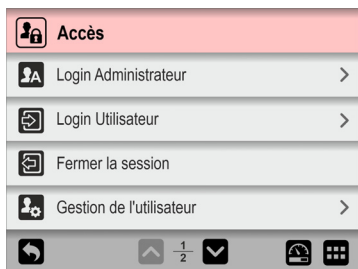 Accès
Login Administrateur
Login Utilisateur
Fermer la session
Gestion de l'utilisateur
1
2